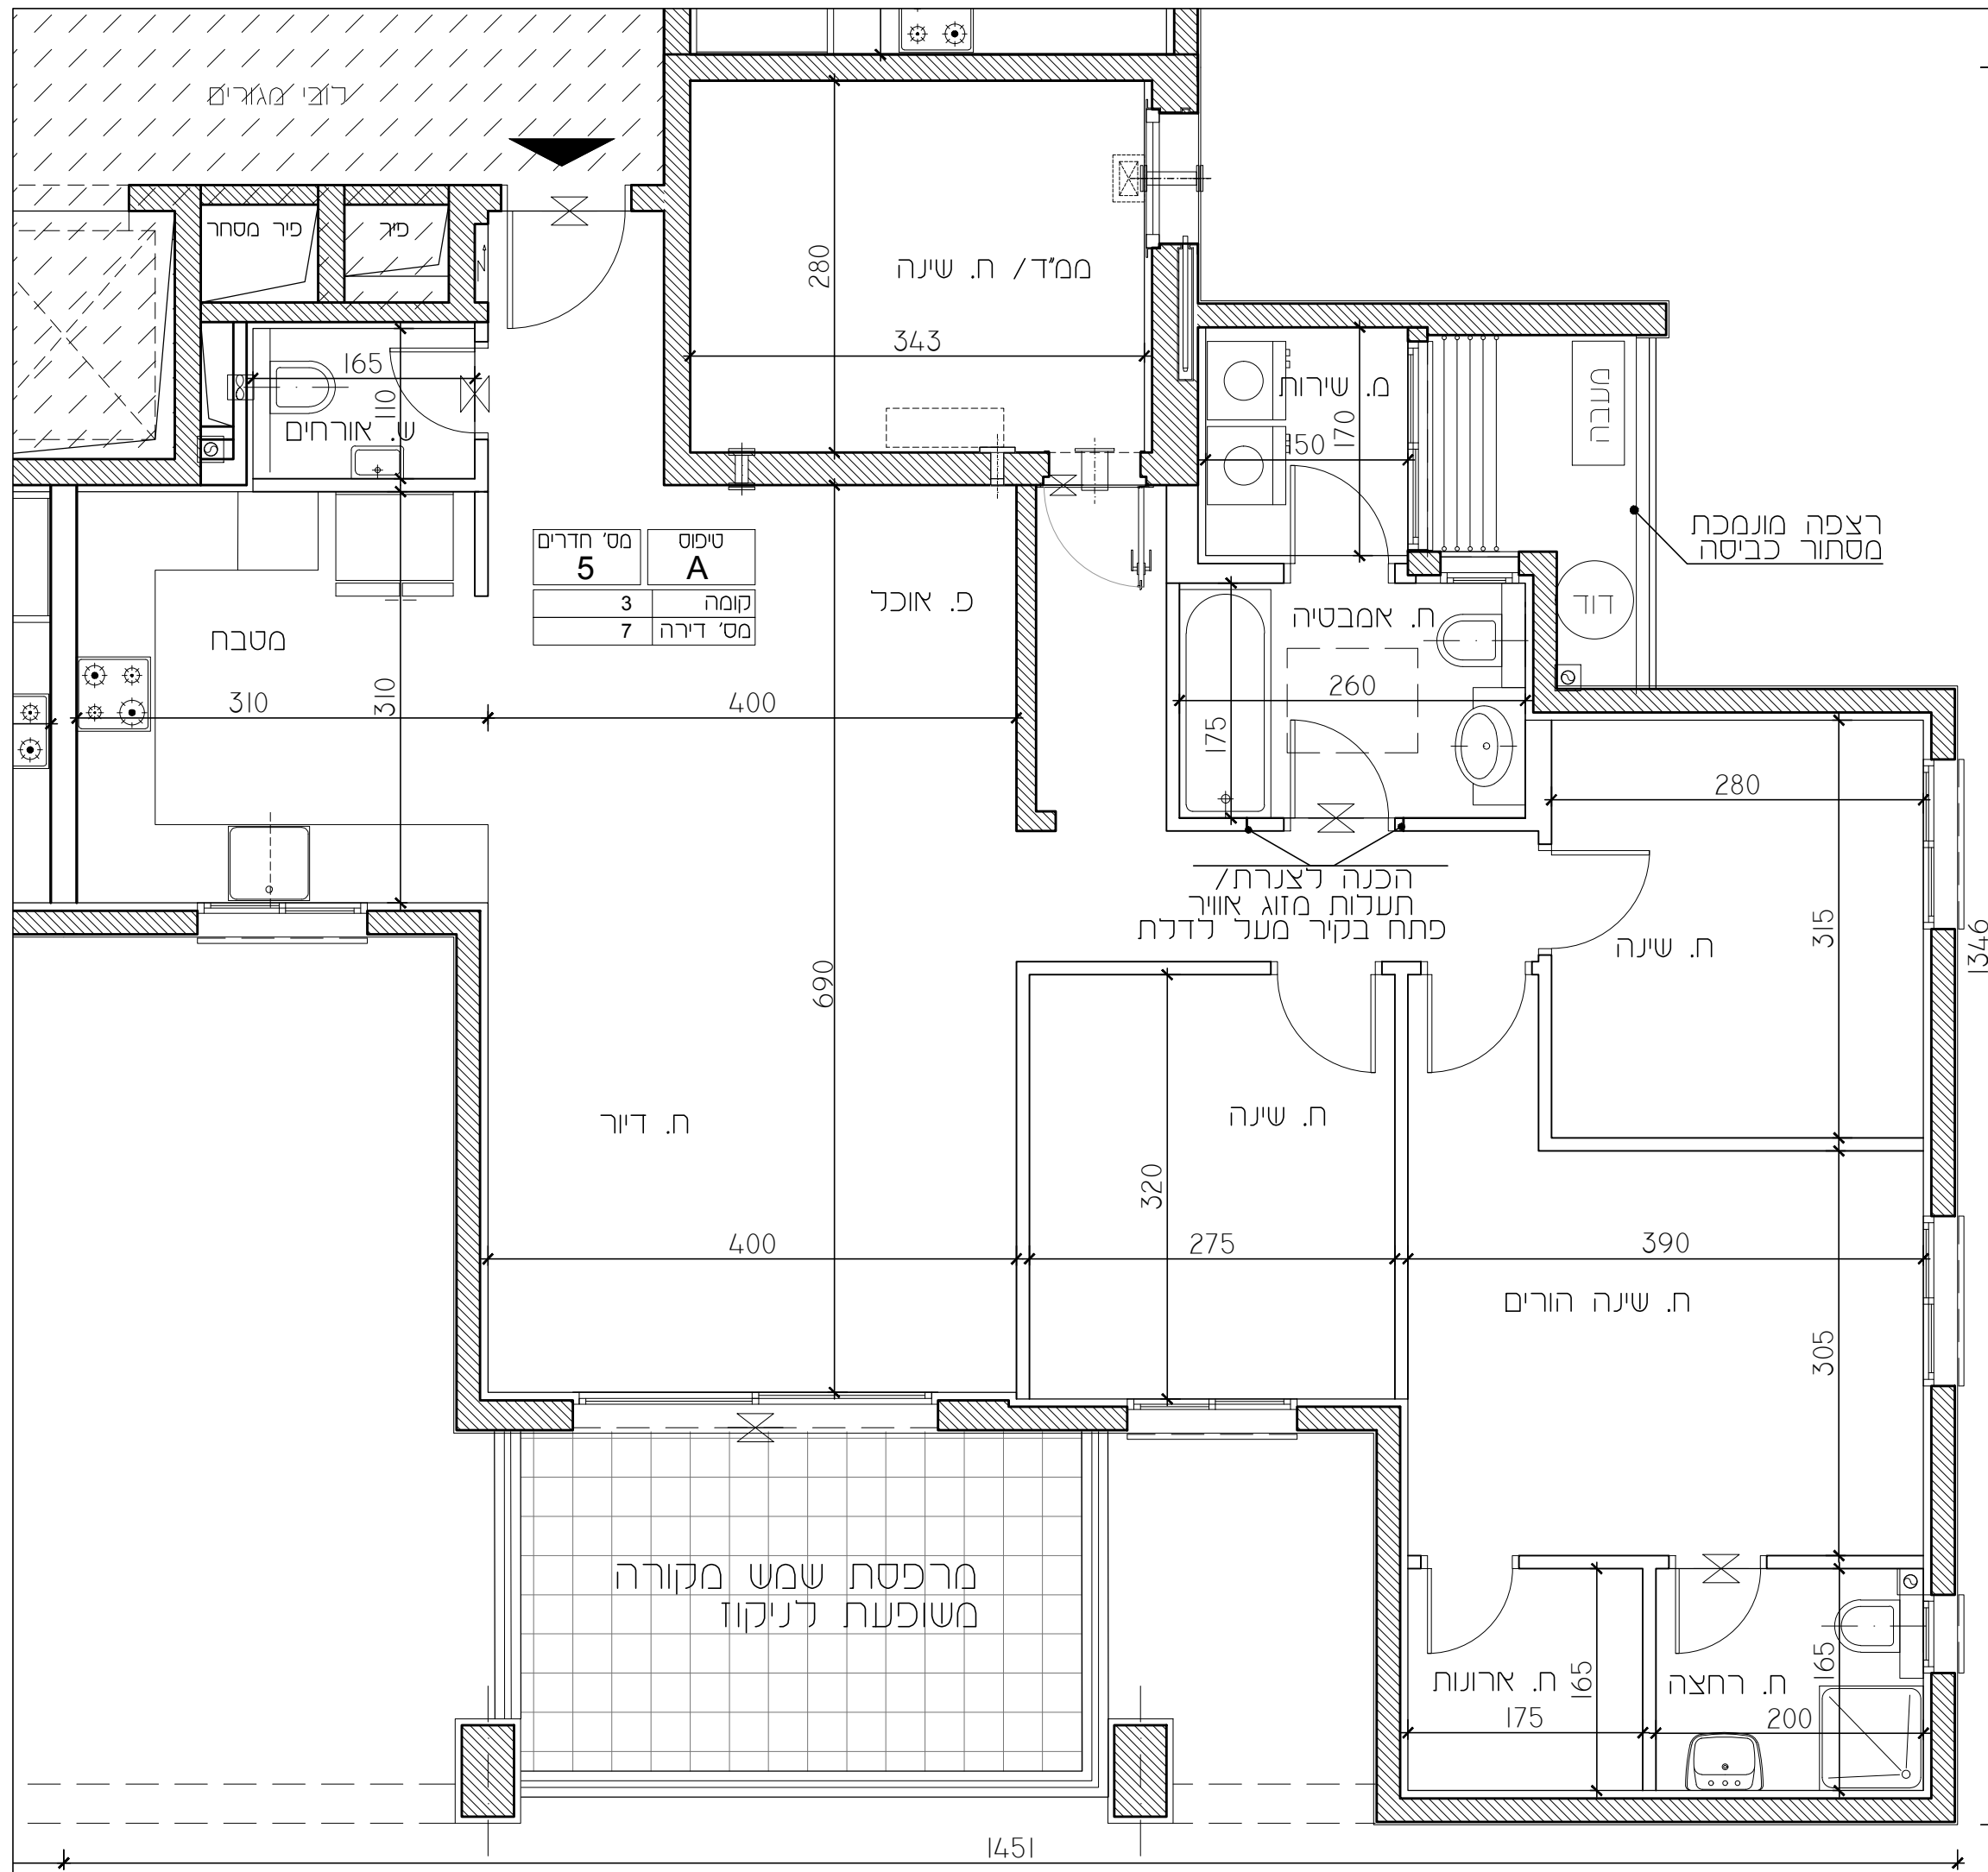 לובי מגורים
פיר מסחר
פיר
280
ממ"ד/ ח. שינה
343
165
110
ש. אורחים
מ. שירות
170
150
מעבה
רצפה מונמכת
מסתור כביסה
דוד
טיפוס
A
מס' חדרים
5
קומה 3
מס' דירה 7
פ. אוכל
מטבח
310
310
400
ח. אמבטיה
260
175
280
הכנה לצנרת/
תעלות מזוג אוויר
פתח בקיר מעל לדלת
ח. שינה
315
1346
690
ח. דיור
ח. שינה
320
400
275
390
ח. שינה הורים
305
מרפסת שמש מקורה
משופעת לניקוז
ח. ארונות
165
175
ח. רחצה
165
200
1451